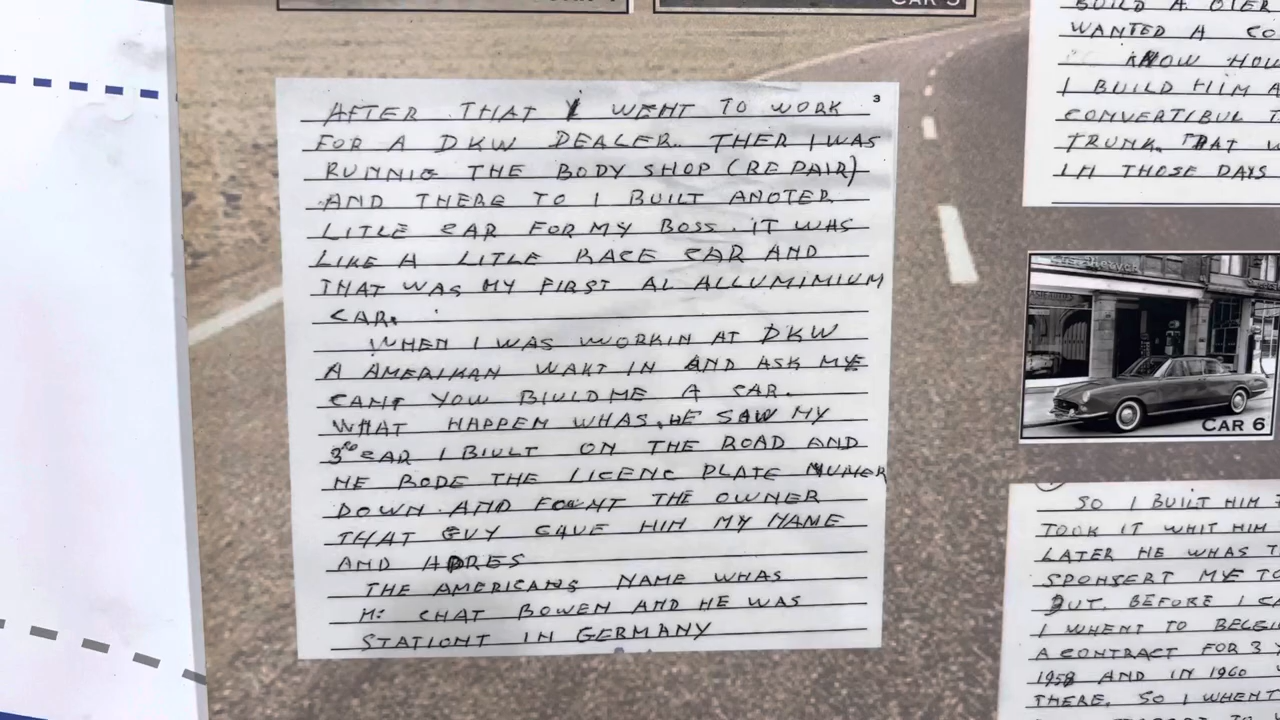 CAR 5
3
AFTER THAT I WENT TO WORK
FOR A DKW DEALER. THER I WAS
RUNNIG THE BODY SHOP (REPAIR)
AND THERE TO I BUILT ANOTER
LITLE CAR FOR MY BOSS. IT WAS
LIKE A LITLE RACE CAR AND
THAT WAS MY FIRST AL ALLUMIMIUM
CAR.
WHEN I WAS WORKIN AT DKW
A AMERIKAN WAKT IN AND ASK ME
CANT YOW BIULD ME A CAR.
WHAT HAPPEM WHAS, HE SAW MY
3RD CAR I BIULT ON THE ROAD AND
HE RODE THE LICENC PLATE NUMER
DOWN AND FOUNT THE OWNER
THAT GUY GAVE HIM MY NAME
AND ADRES
THE AMERICANS NAME WHAS
M: CHAT BOWEN AND HE WAS
STATIONT IN GERMANY
BUILD A OTER
WANTED A CO
KNOW HOW
I BUILD HIM A
CONVERTIBUL T
TRUNK. THAT W
IN THOSE DAYS
CAR 6
SO I BUILT HIM
TOOK IT WHIT HIM
LATER HE WHAS T
SPONSERT ME TO
BUT, BEFORE I CA
I WHENT TO BELGI
A CONTRACT FOR 3 Y
1958 AND IN 1960
THERE, SO I WHENT